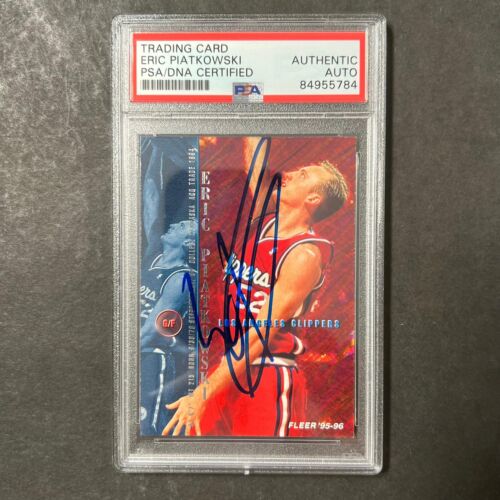 TRADING CARD
ERIC PIATKOWSKI
PSA/DNA CERTIFIED
AUTHENTIC
AUTO
84955784
PSA
ERIC PIATKOWSKI
G/F
LOS ANGELES CLIPPERS
FLEER '95-96